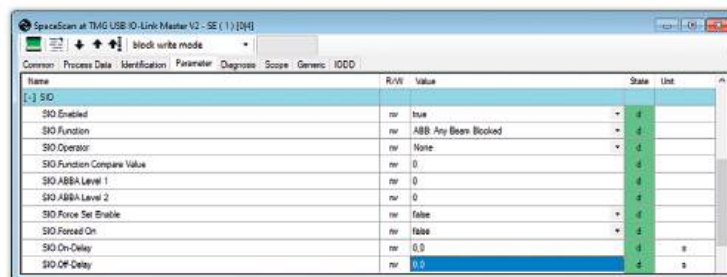 SpaceScan at TMG USB IO-Link Master V2 - SE ( 1 ) [0|4]
block write mode
Common Process Data Identification Parameter Diagnosis Scope Generic IODD
Name R/W Value State Unit
[-] SIO
SIO.Enabled rw true d
SIO.Function rw ABB: Any Beam Blocked d
SIO.Operator rw None d
SIO.Function Compare Value rw 0 d
SIO.ABBA Level 1 rw 0 d
SIO.ABBA Level 2 rw 0 d
SIO.Force Set Enable rw false d
SIO.Forced On rw false d
SIO.On-Delay rw 0,0 d s
SIO.Off-Delay rw 0,0 d s